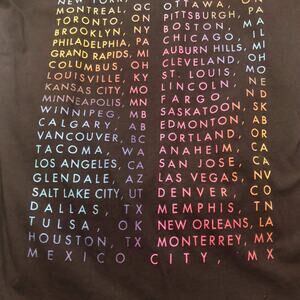 NEW YORK,
MONTREAL, QC
TORONTO, ON
BROOKLYN, NY
PHILADELPHIA, PA
GRAND RAPIDS, MI
COLUMBUS, OH
LOUISVILLE, KY
KANSAS CITY, MO
MINNEAPOLIS, MN
WINNIPEG, MB
CALGARY, AB
VANCOUVER, BC
TACOMA, WA
LOS ANGELES, CA
GLENDALE, AZ
SALT LAKE CITY, UT
DALLAS, TX
TULSA, OK
HOUSTON, TX
OTTAWA, ON
PITTSBURGH,
BOSTON, MA
CHICAGO, IL
AUBURN HILLS, MI
CLEVELAND, OH
ST. LOUIS, MO
LINCOLN, NE
FARGO, ND
SASKATOON, SK
EDMONTON, AB
PORTLAND, OR
ANAHEIM, CA
SAN JOSE, CA
LAS VEGAS, NV
DENVER, CO
MEMPHIS, TN
NEW ORLEANS, LA
MONTERREY, MX
MEXICO CITY, MX